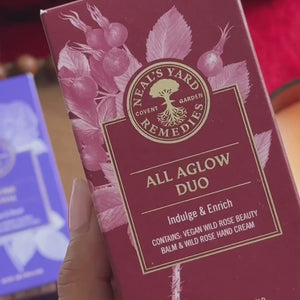 NEAL'S YARD
COVENT GARDEN
REMEDIES
ALL AGLOW
DUO
Indulge & Enrich
CONTAINS: VEGAN WILD ROSE BEAUTY
BALM & WILD ROSE HAND CREAM